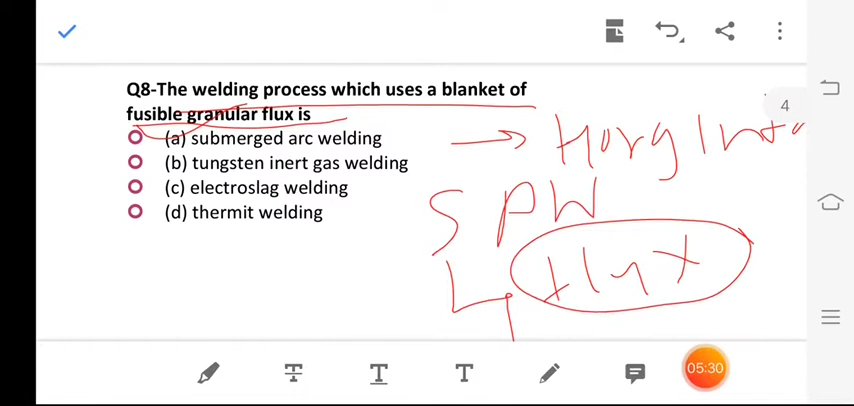 4
Q8-The welding process which uses a blanket of
fusible granular flux is
(a) submerged arc welding
(b) tungsten inert gas welding
(c) electroslag welding
(d) thermit welding
SPW
flux
T
T
T
05:30